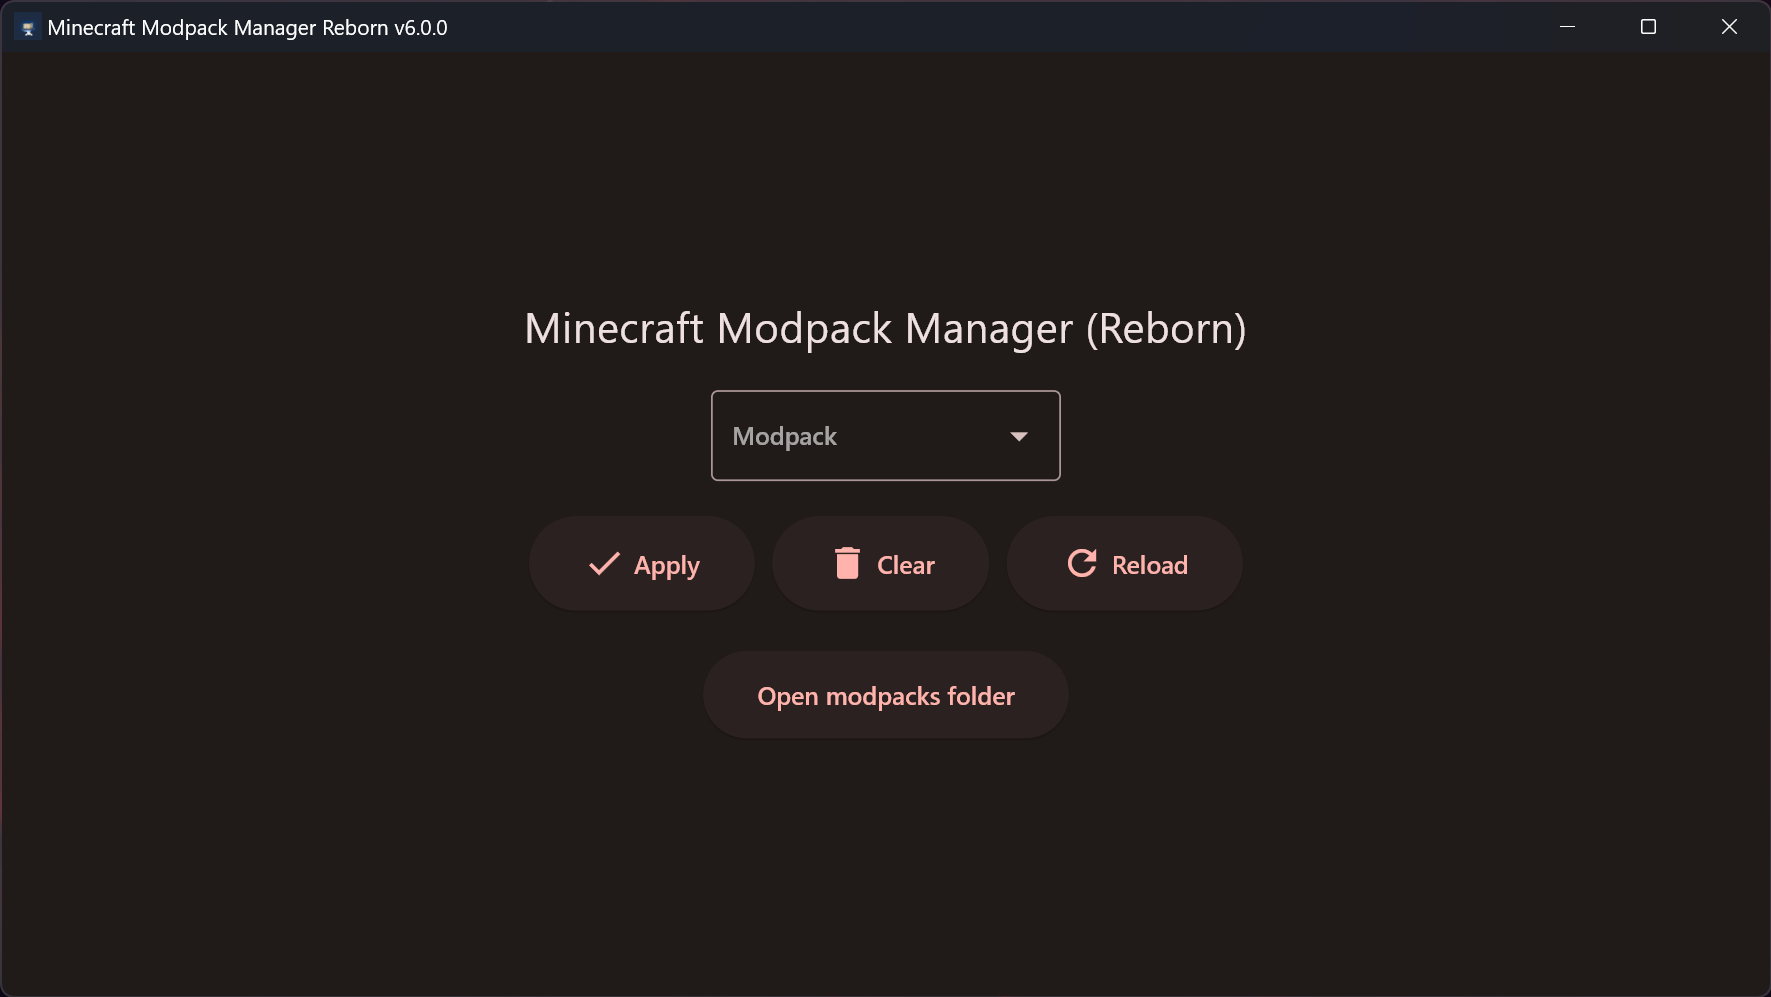 Minecraft Modpack Manager Reborn v6.0.0
Minecraft Modpack Manager (Reborn)
Modpack
Apply Clear Reload
Open modpacks folder